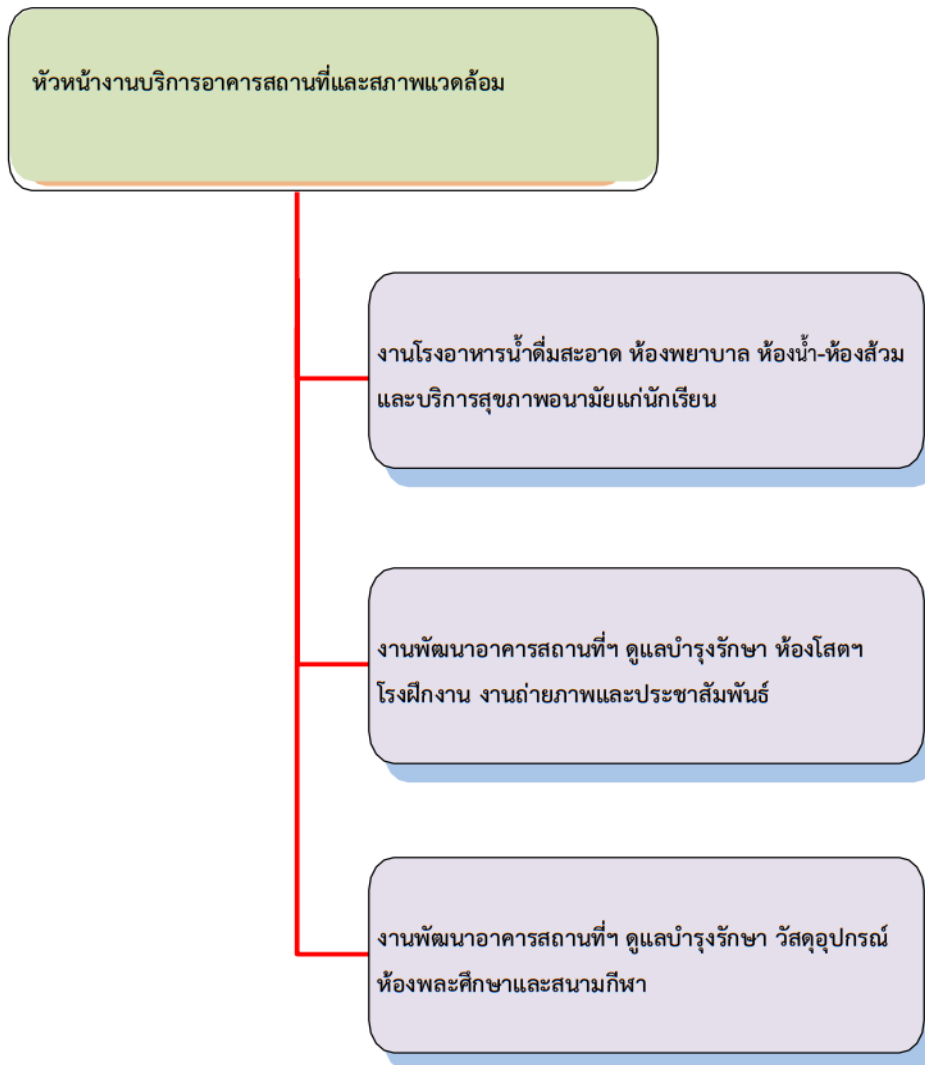 หัวหน้างานบริการอาคารสถานที่และสภาพแวดล้อม
งานโรงอาหารน้ำดื่มสะอาด ห้องพยาบาล ห้องน้ำ-ห้องส้วม
และบริการสุขภาพอนามัยแก่นักเรียน
งานพัฒนาอาคารสถานที่ฯ ดูแลบำรุงรักษา ห้องโสตฯ
โรงฝึกงาน งานถ่ายภาพและประชาสัมพันธ์
งานพัฒนาอาคารสถานที่ฯ ดูแลบำรุงรักษา วัสดุอุปกรณ์
ห้องพละศึกษาและสนามกีฬา